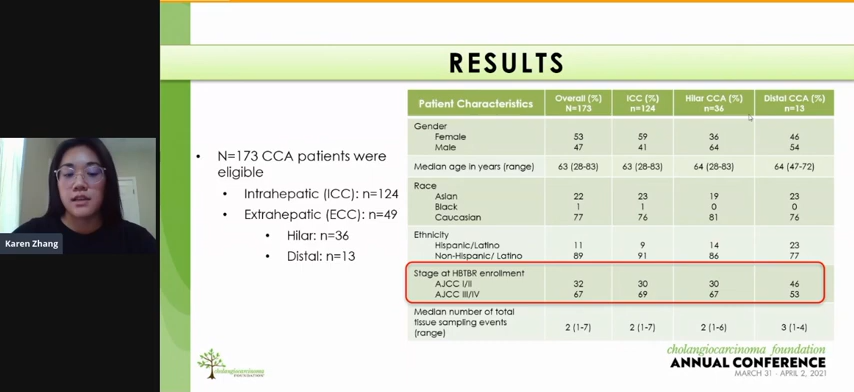 RESULTS
• N=173 CCA patients were
eligible
• Intrahepatic (ICC): n=124
• Extrahepatic (ECC): n=49
• Hilar: n=36
• Distal: n=13
Patient Characteristics Overall (%) N=173 ICC (%) n=124 Hilar CCA (%) n=36 Distal CCA (%) n=13
Gender
Female 53 59 36 46
Male 47 41 64 54
Median age in years (range) 63 (28-83) 63 (28-83) 64 (28-83) 64 (47-72)
Race
Asian 22 23 19 23
Black 1 1 0 0
Caucasian 77 76 81 76
Ethnicity
Hispanic/Latino 11 9 14 23
Non-Hispanic/ Latino 89 91 86 77
Stage at HBTBR enrollment
AJCC I/II 32 30 30 46
AJCC III/IV 67 69 67 53
Median number of total
tissue sampling events
(range) 2 (1-7) 2 (1-7) 2 (1-6) 3 (1-4)
Karen Zhang
cholangiocarcinoma foundation
ANNUAL CONFERENCE
MARCH 31 - APRIL 2, 2021